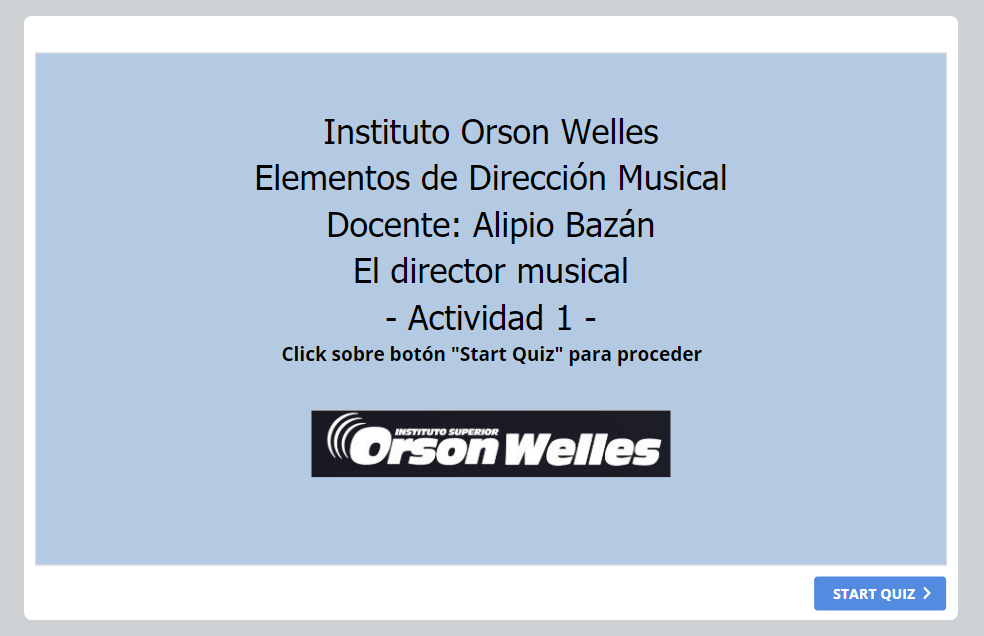 Instituto Orson Welles
Elementos de Dirección Musical
Docente: Alipio Bazán
El director musical
- Actividad 1 -
Click sobre botón "Start Quiz" para proceder
INSTITUTO SUPERIOR
Orson Welles
START QUIZ